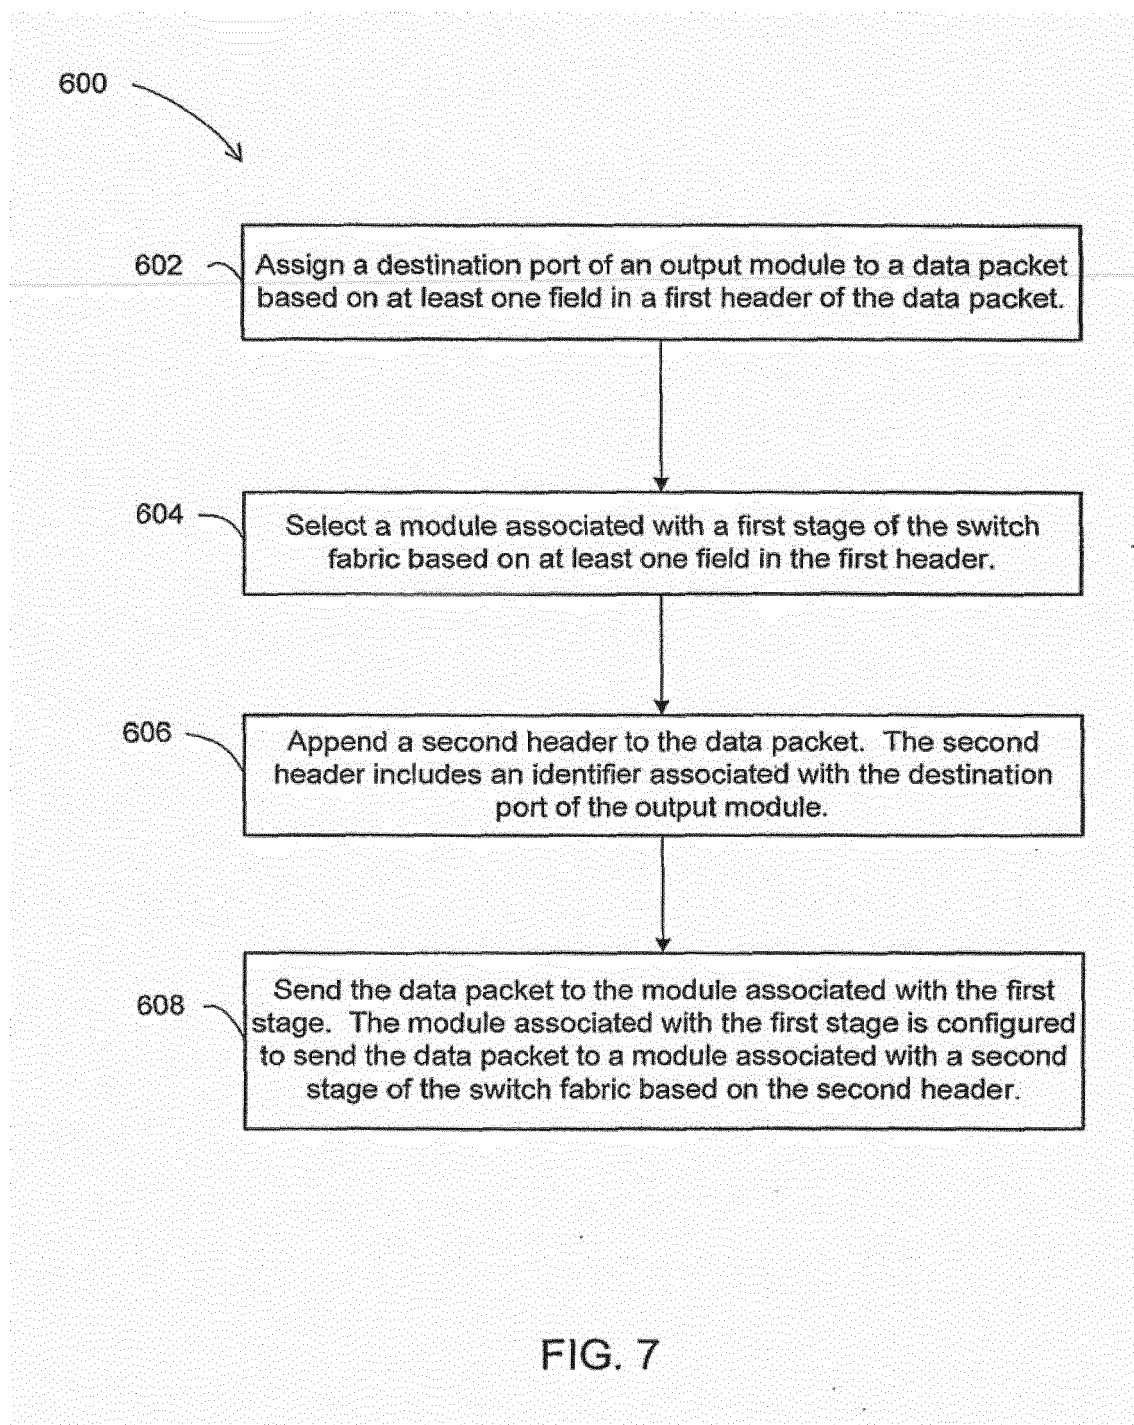 600
602
Assign a destination port of an output module to a data packet
based on at least one field in a first header of the data packet.
604
Select a module associated with a first stage of the switch
fabric based on at least one field in the first header.
606
Append a second header to the data packet.  The second
header includes an identifier associated with the destination
port of the output module.
608
Send the data packet to the module associated with the first
stage.  The module associated with the first stage is configured
to send the data packet to a module associated with a second
stage of the switch fabric based on the second header.
FIG. 7